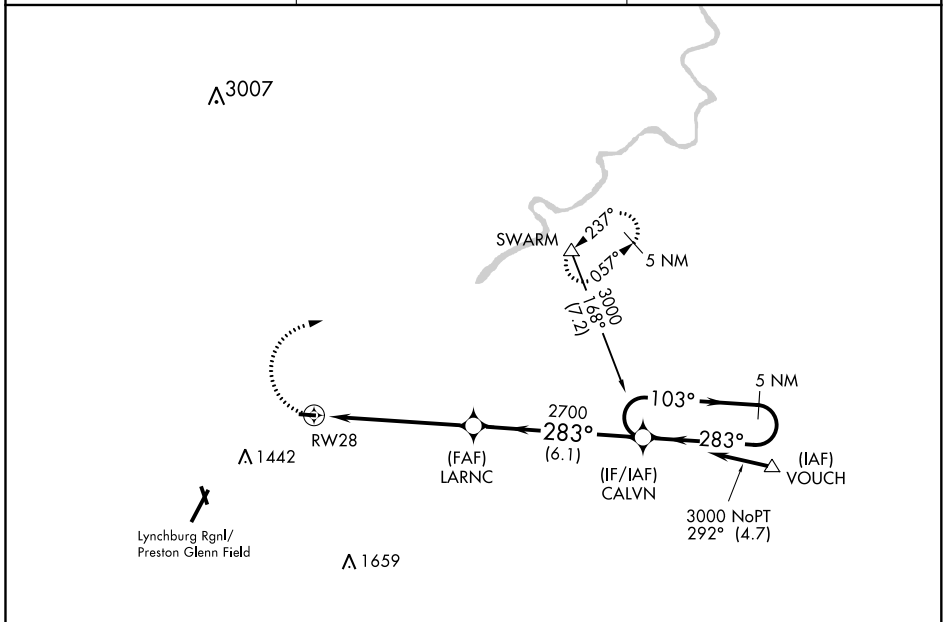 3007
SWARM
237°
057°
5 NM
3000
168°
(7.2)
103°
5 NM
2700
283°
(6.1)
283°
RW28
(FAF)
LARNC
(IF/IAF)
CALVN
(IAF)
VOUCH
1442
3000 NoPT
292° (4.7)
Lynchburg Rgnl/
Preston Glenn Field
1659